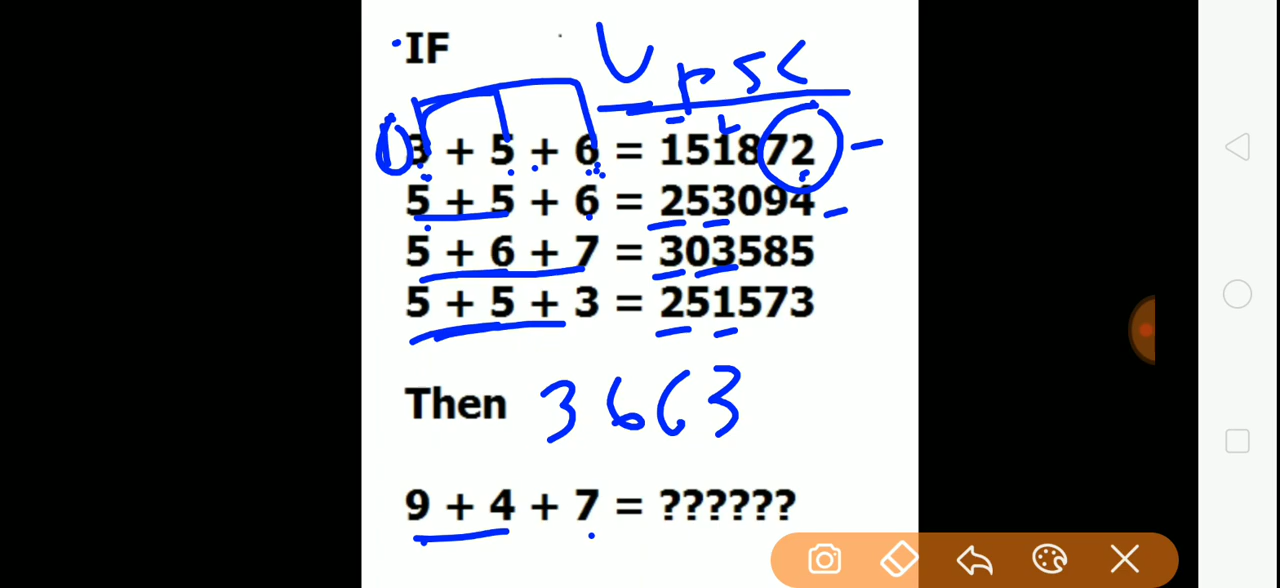 IF Upsc
3 + 5 + 6 = 151872
5 + 5 + 6 = 253094
5 + 6 + 7 = 303585
5 + 5 + 3 = 251573
Then 3663
9 + 4 + 7 = ??????